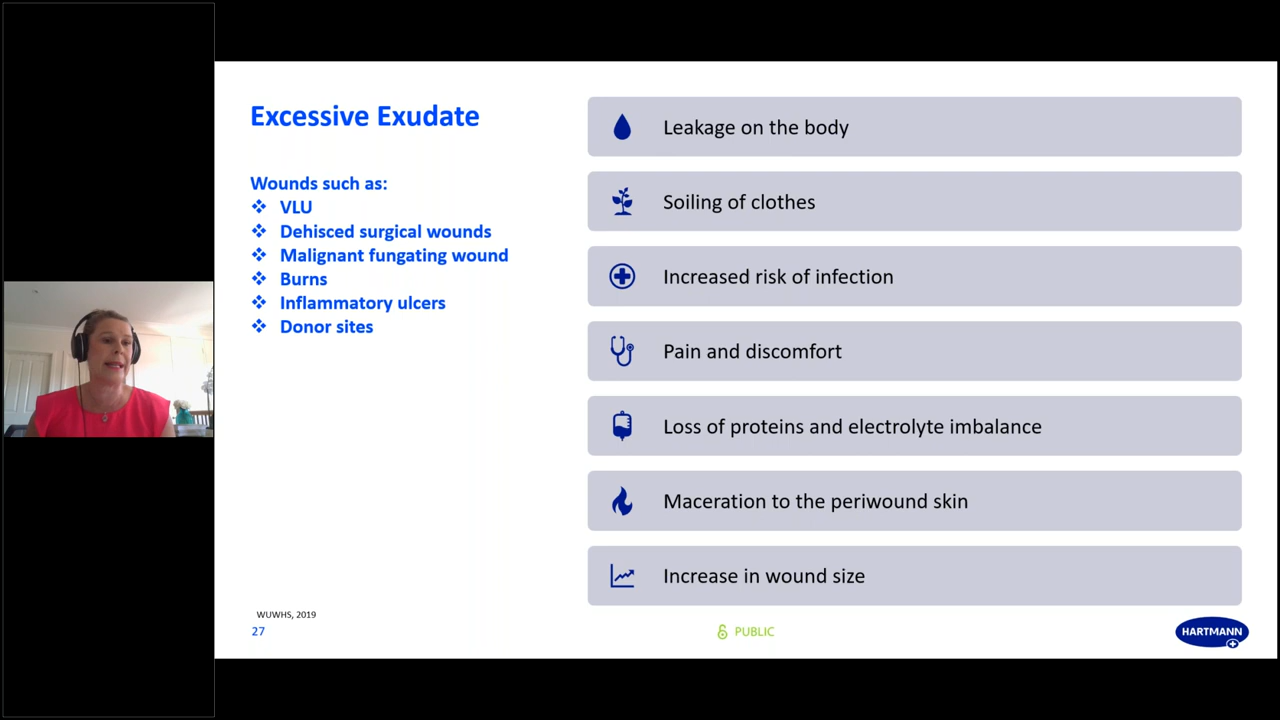 Excessive Exudate
Wounds such as:
❖ VLU
❖ Dehisced surgical wounds
❖ Malignant fungating wound
❖ Burns
❖ Inflammatory ulcers
❖ Donor sites
Leakage on the body
Soiling of clothes
Increased risk of infection
Pain and discomfort
Loss of proteins and electrolyte imbalance
Maceration to the periwound skin
Increase in wound size
WUWHS, 2019
27
PUBLIC
HARTMANN